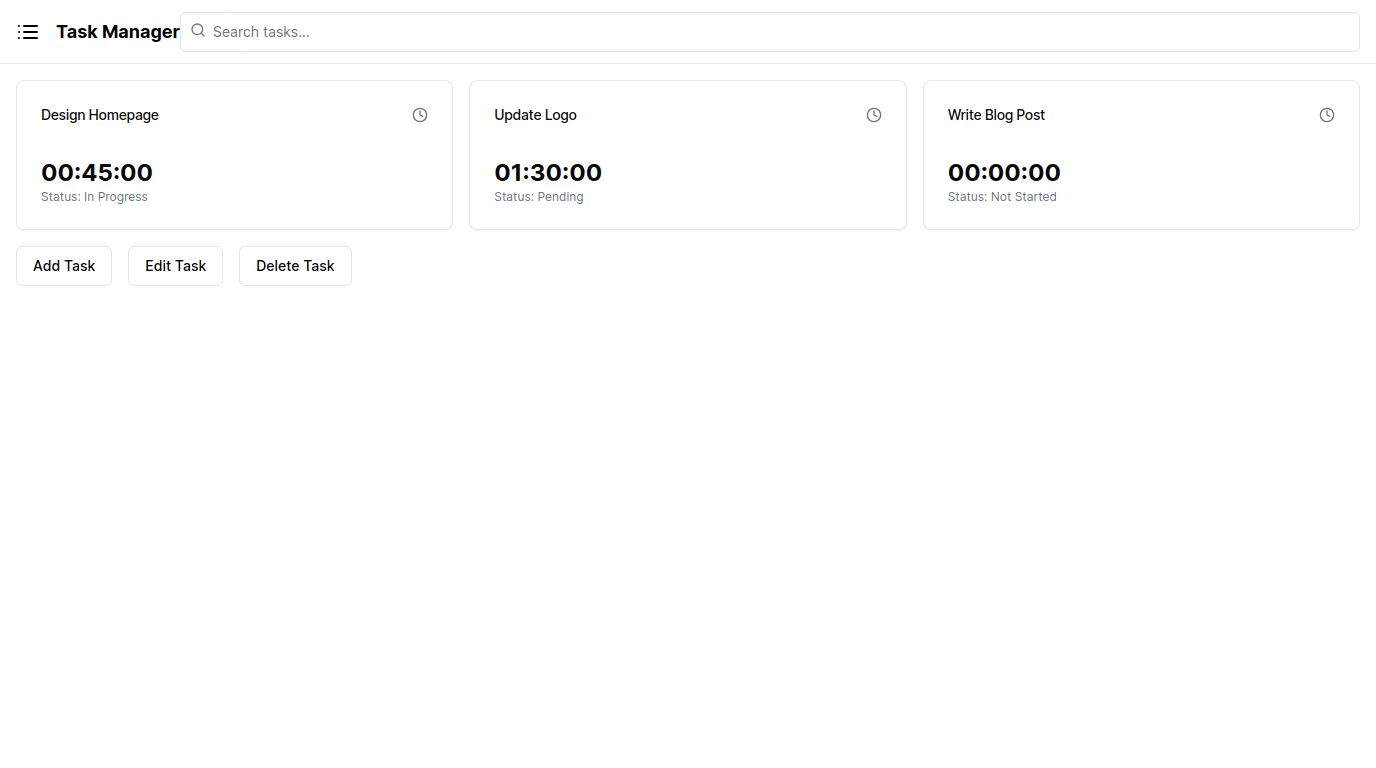 Task Manager
Search tasks...
Design Homepage
00:45:00
Status: In Progress
Update Logo
01:30:00
Status: Pending
Write Blog Post
00:00:00
Status: Not Started
Add Task
Edit Task
Delete Task